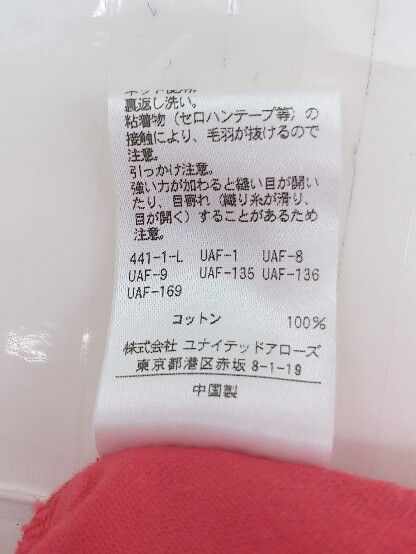 裏返し洗い。
粘着物（セロハンテープ等）の
接触により、毛羽が抜けるので
注意。
引っかけ注意。
強い力が加わると縫い目が開い
たり、目寄れ（織り糸が滑り、
目が開く）することがあるため
注意。
441-1-L UAF-1 UAF-8
UAF-9 UAF-135 UAF-136
UAF-169
コットン 100%
株式会社 ユナイテッドアローズ
東京都港区赤坂 8-1-19
中国製